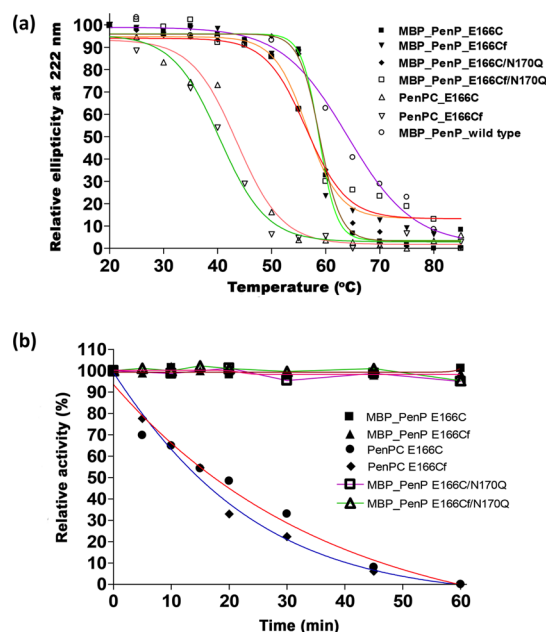 (a)
Relative ellipticity at 222 nm
110
100
90
80
70
60
50
40
30
20
10
0
20 30 40 50 60 70 80
Temperature (°C)
MBP_PenP_E166C
MBP_PenP_E166Cf
MBP_PenP_E166C/N170Q
MBP_PenP_E166Cf/N170Q
PenPC_E166C
PenPC_E166Cf
MBP_PenP_wild type
(b)
Relative activity (%)
110
100
90
80
70
60
50
40
30
20
10
0
0 10 20 30 40 50 60
Time (min)
MBP_PenP E166C
MBP_PenP E166Cf
PenPC E166C
PenPC E166Cf
MBP_PenP E166C/N170Q
MBP_PenP E166Cf/N170Q